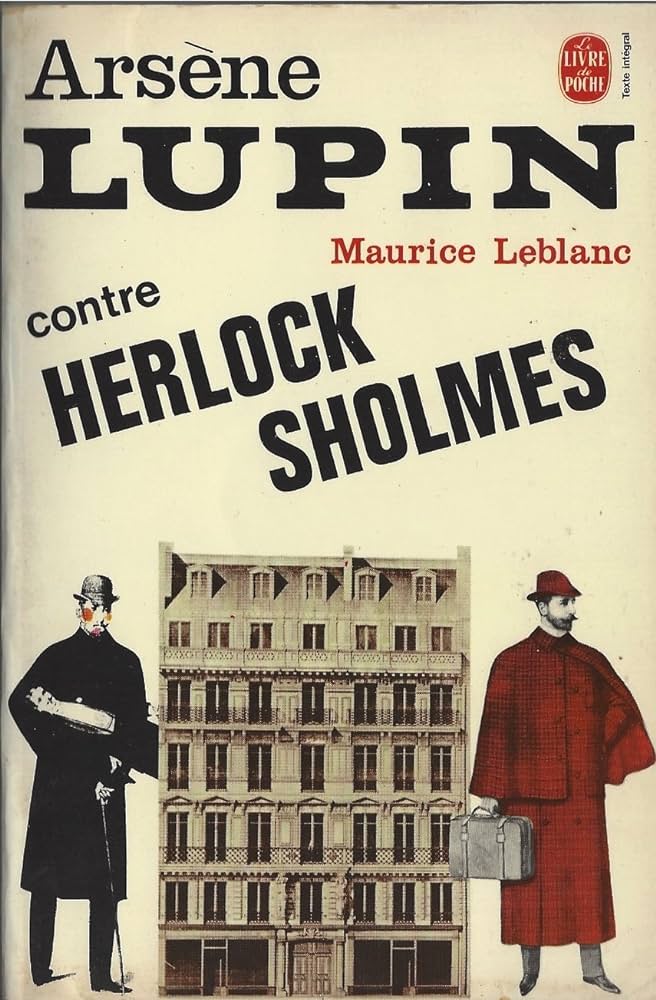 Arsène
LUPIN
Le
LIVRE
de
POCHE
Texte intégral
Maurice Leblanc
contre
HERLOCK
SHOLMES